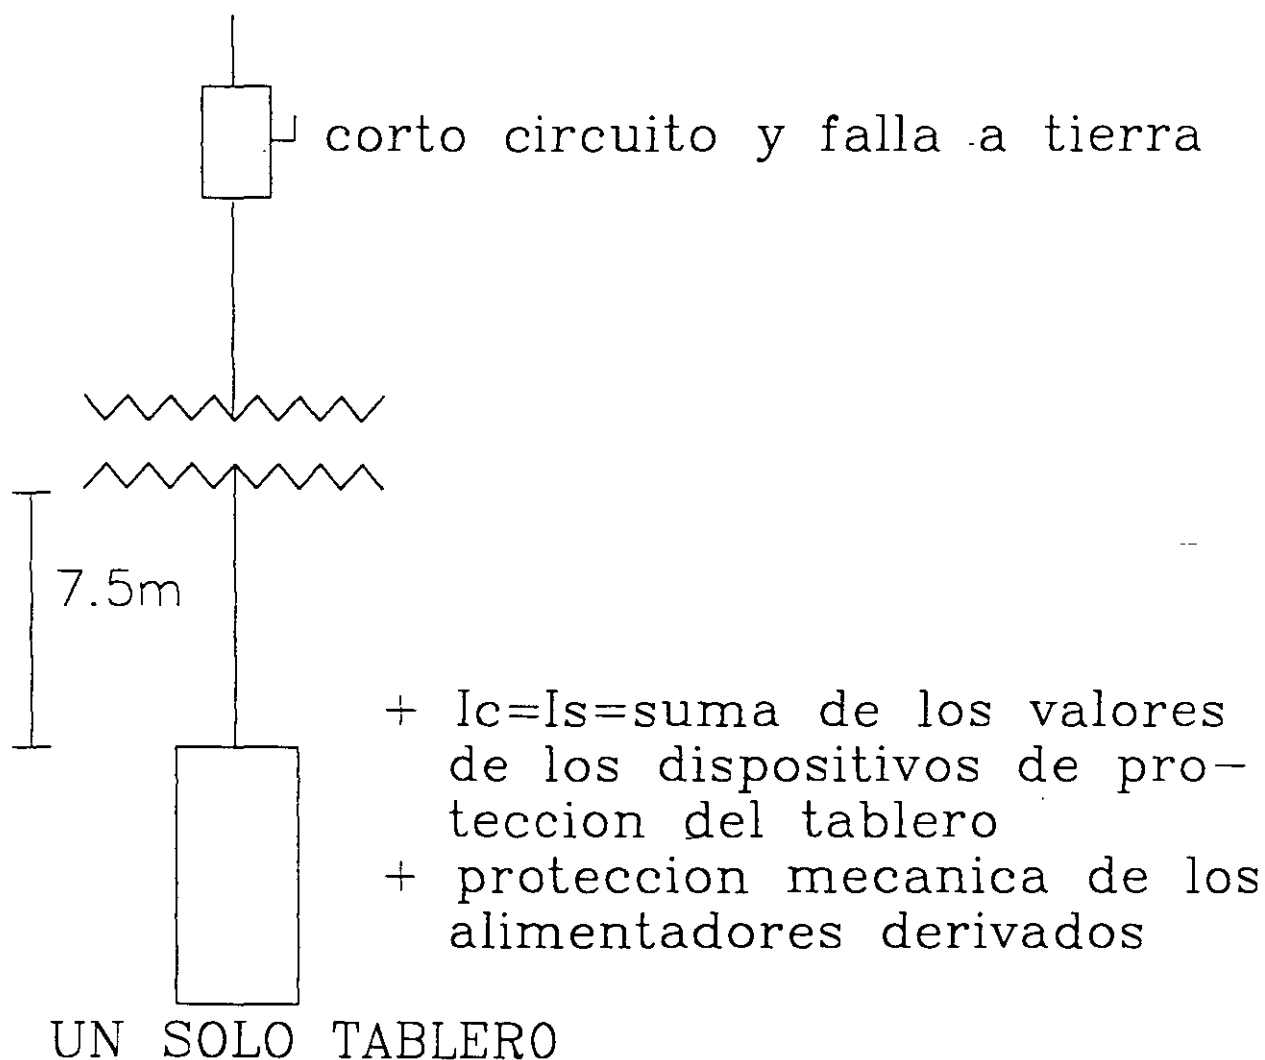 corto circuito y falla a tierra
7.5m
+ Ic=Is=suma de los valores
de los dispositivos de pro-
teccion del tablero
+ proteccion mecanica de los
alimentadores derivados
UN SOLO TABLERO